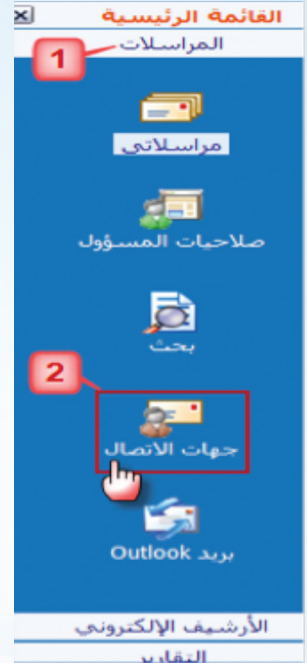 القائمة الرئيسية
المراسلات
1
مراسلاتي
صلاحيات المسؤول
بحث
2
جهات الاتصال
بريد Outlook
الأرشيف الإلكتروني
التقارير